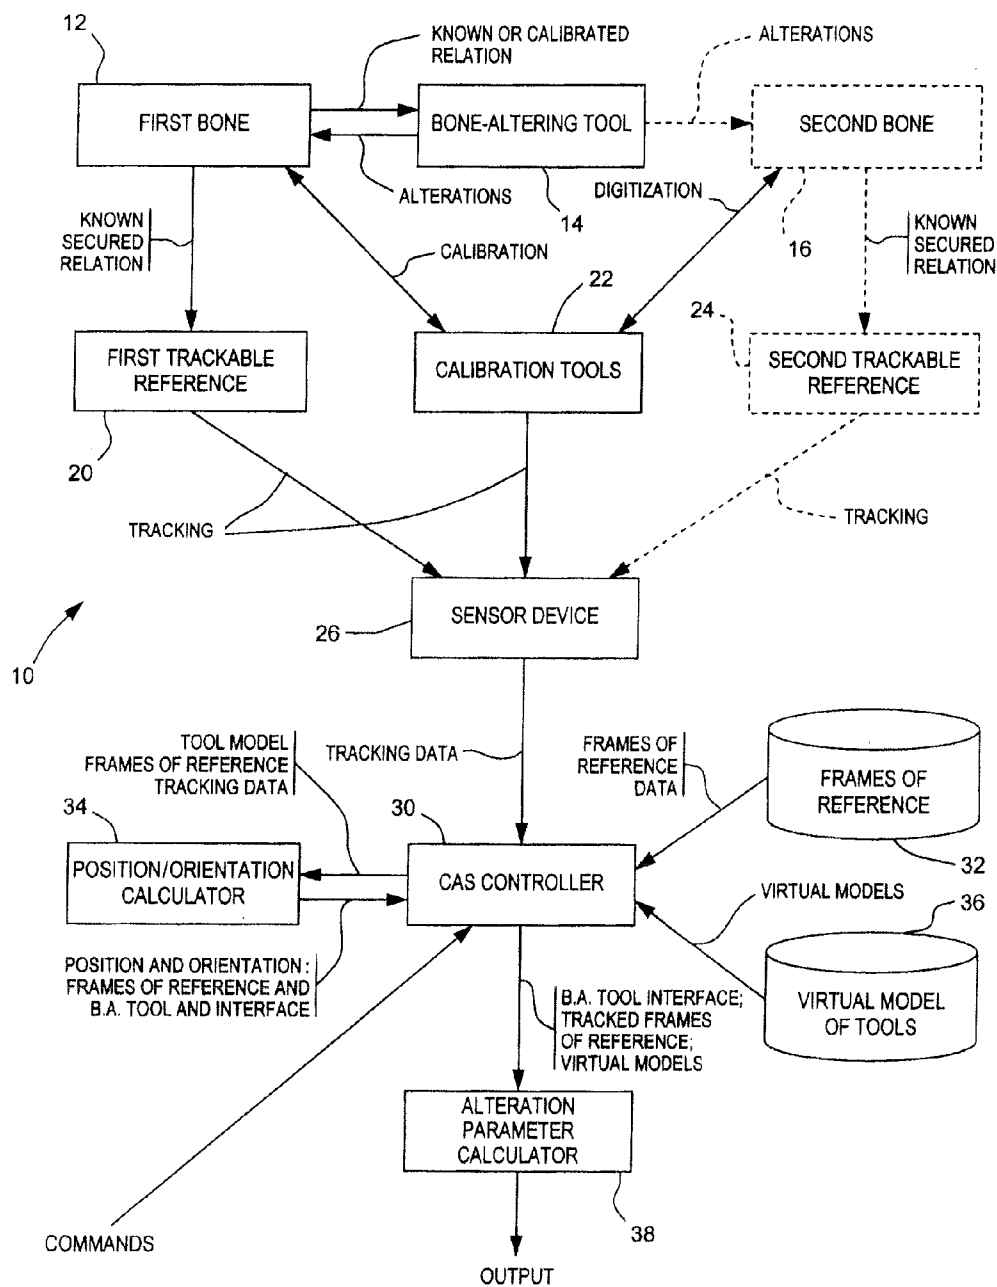 12
KNOWN OR CALIBRATED
RELATION
ALTERATIONS
FIRST BONE
BONE-ALTERING TOOL
SECOND BONE
ALTERATIONS
14
DIGITIZATION
16
KNOWN
SECURED
RELATION
CALIBRATION
KNOWN
SECURED
RELATION
22
24
FIRST TRACKABLE
REFERENCE
CALIBRATION TOOLS
SECOND TRACKABLE
REFERENCE
20
TRACKING
TRACKING
SENSOR DEVICE
26
10
TOOL MODEL
FRAMES OF REFERENCE
TRACKING DATA
TRACKING DATA
FRAMES OF
REFERENCE
DATA
FRAMES OF
REFERENCE
34
30
32
POSITION/ORIENTATION
CALCULATOR
CAS CONTROLLER
VIRTUAL MODELS
36
POSITION AND ORIENTATION:
FRAMES OF REFERENCE AND
B.A. TOOL AND INTERFACE
B.A. TOOL INTERFACE;
TRACKED FRAMES
OF REFERENCE;
VIRTUAL MODELS
VIRTUAL MODEL
OF TOOLS
ALTERATION
PARAMETER
CALCULATOR
38
COMMANDS
OUTPUT